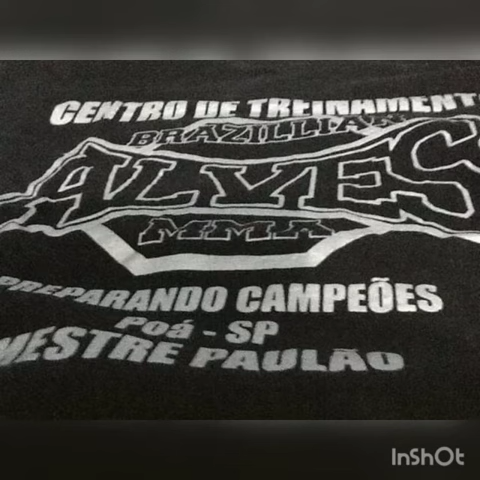 CENTRO DE TREINAMENTO
BRAZILLIAN
ALVES
MMA
PREPARANDO CAMPEÕES
Poá - SP
MESTRE PAULÃO
InShOt